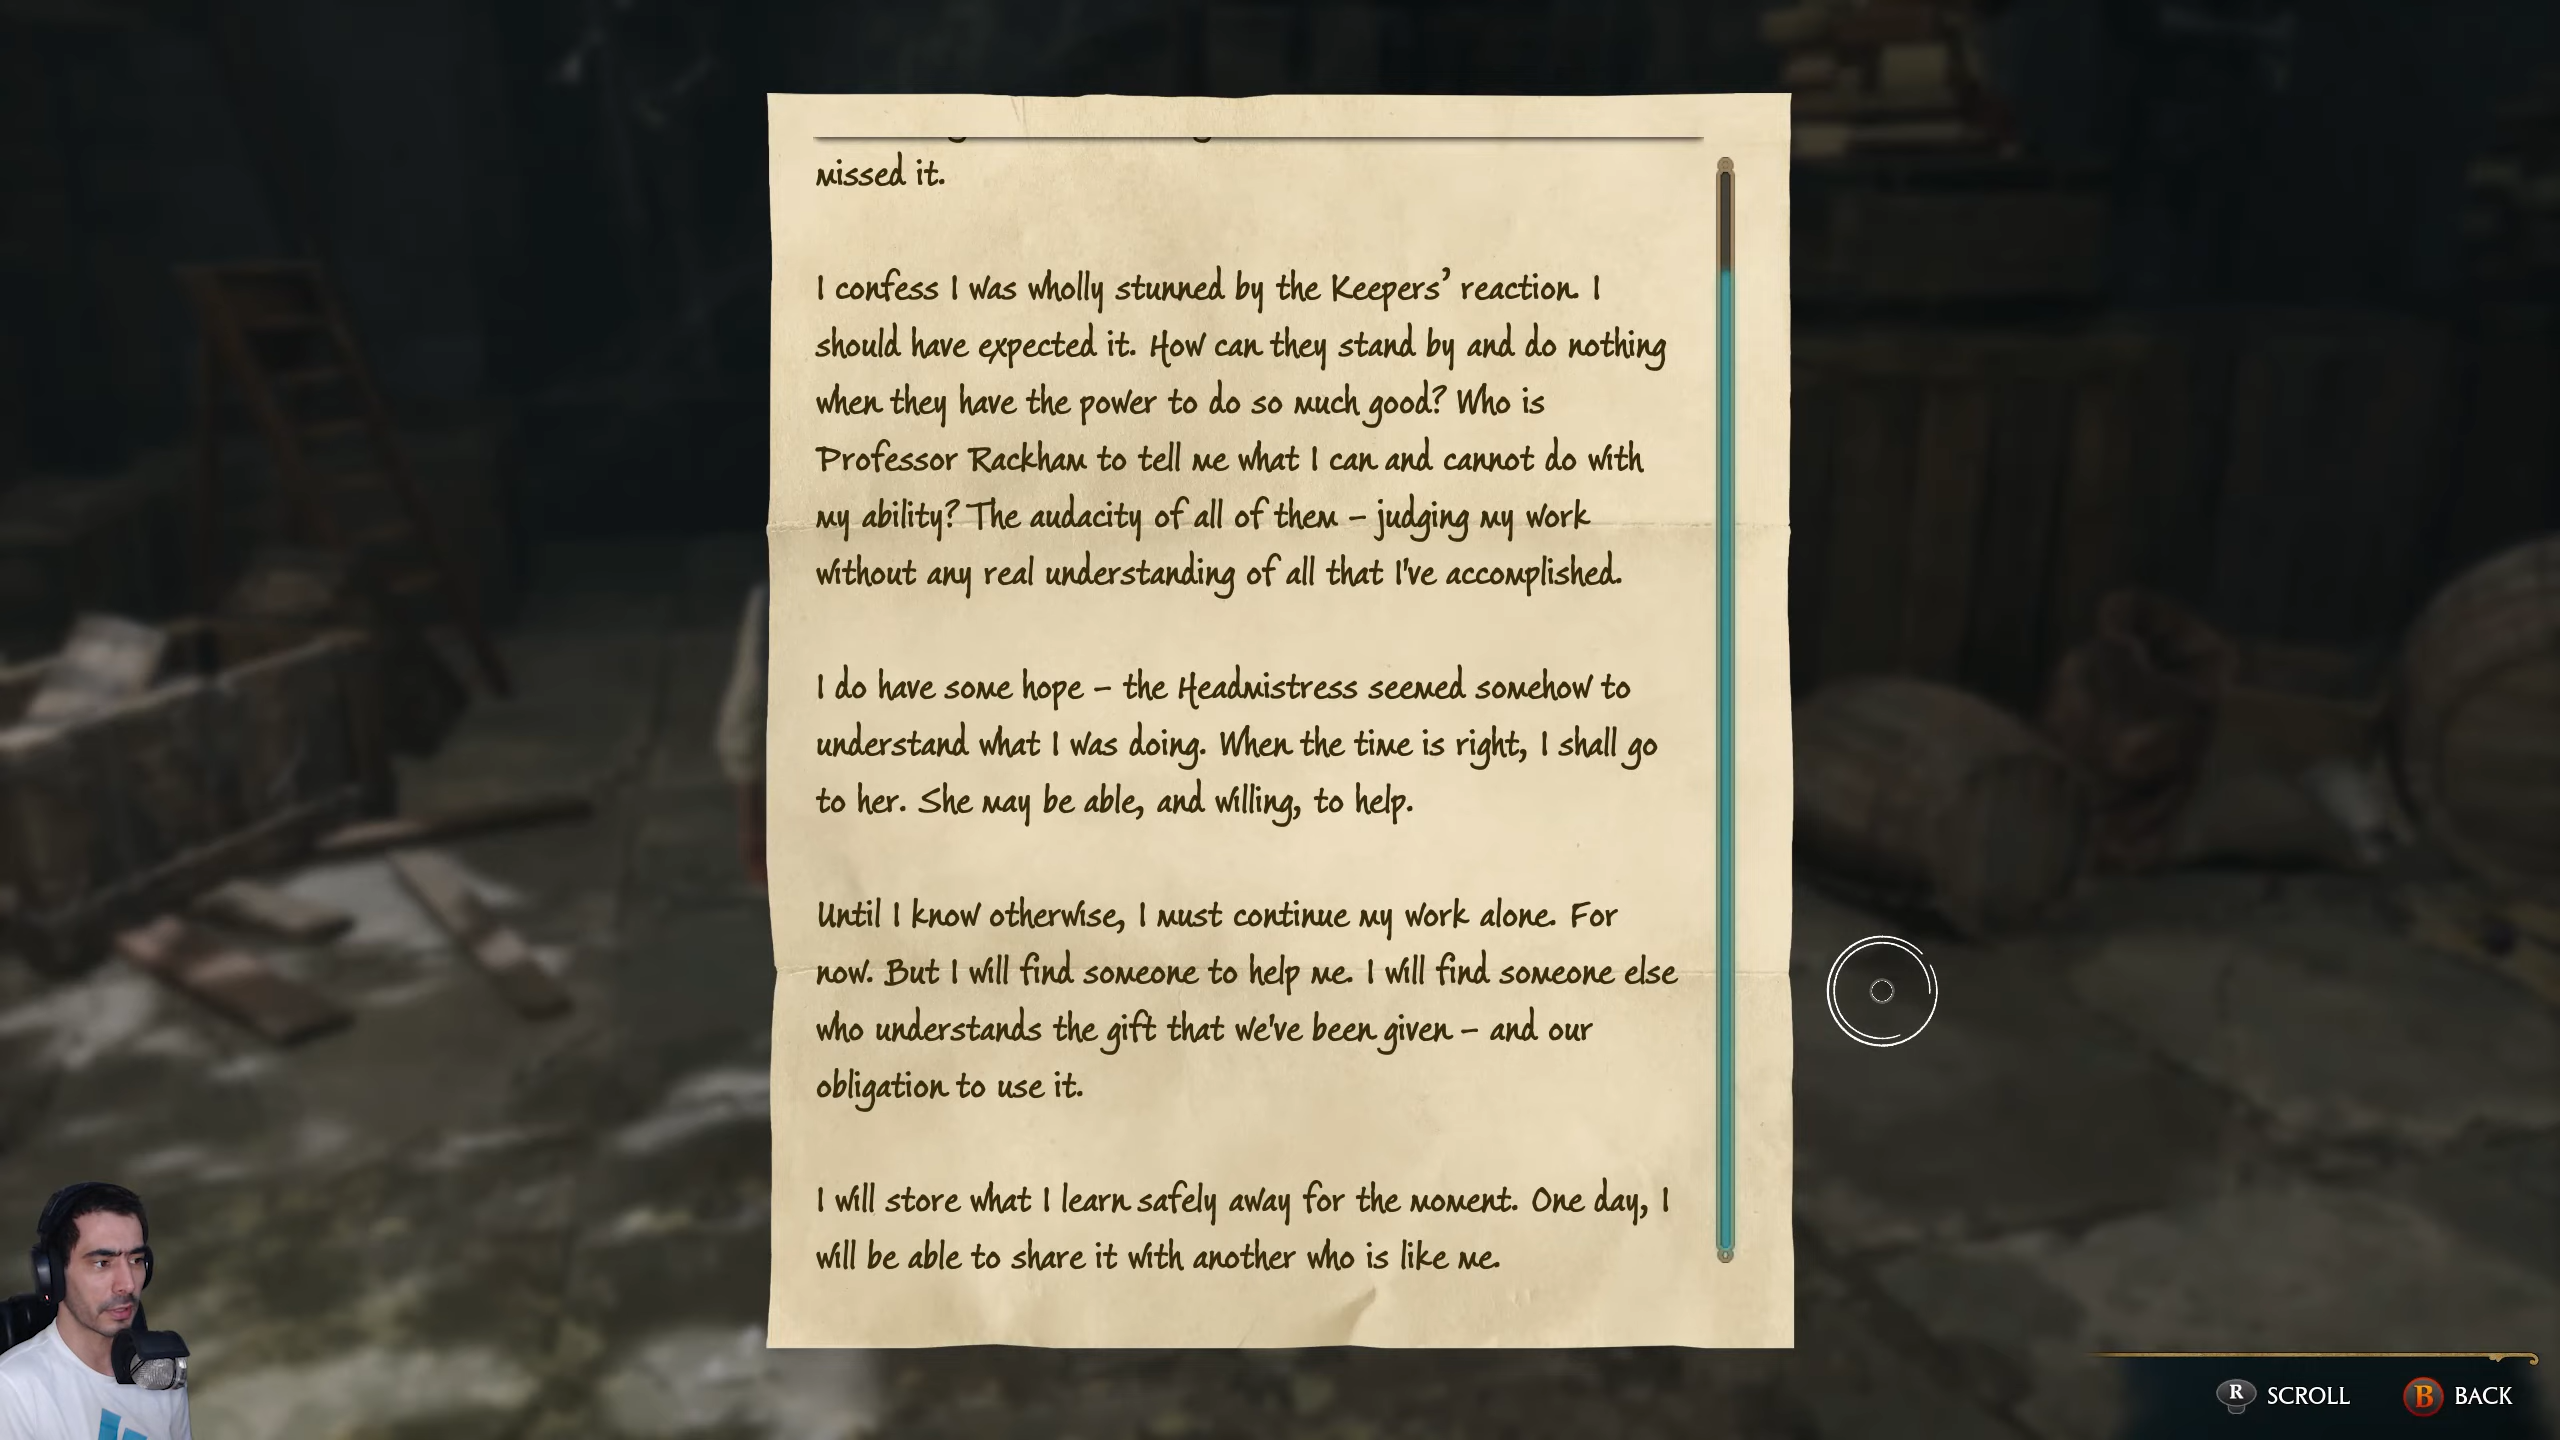 missed it.
I confess I was wholly stunned by the Keepers’ reaction. I
should have expected it. How can they stand by and do nothing
when they have the power to do so much good? Who is
Professor Rackham to tell me what I can and cannot do with
my ability? The audacity of all of them – judging my work
without any real understanding of all that I've accomplished.
I do have some hope – the Headmistress seemed somehow to
understand what I was doing. When the time is right, I shall go
to her. She may be able, and willing, to help.
Until I know otherwise, I must continue my work alone. For
now. But I will find someone to help me. I will find someone else
who understands the gift that we've been given – and our
obligation to use it.
I will store what I learn safely away for the moment. One day, I
will be able to share it with another who is like me.
R SCROLL
B BACK